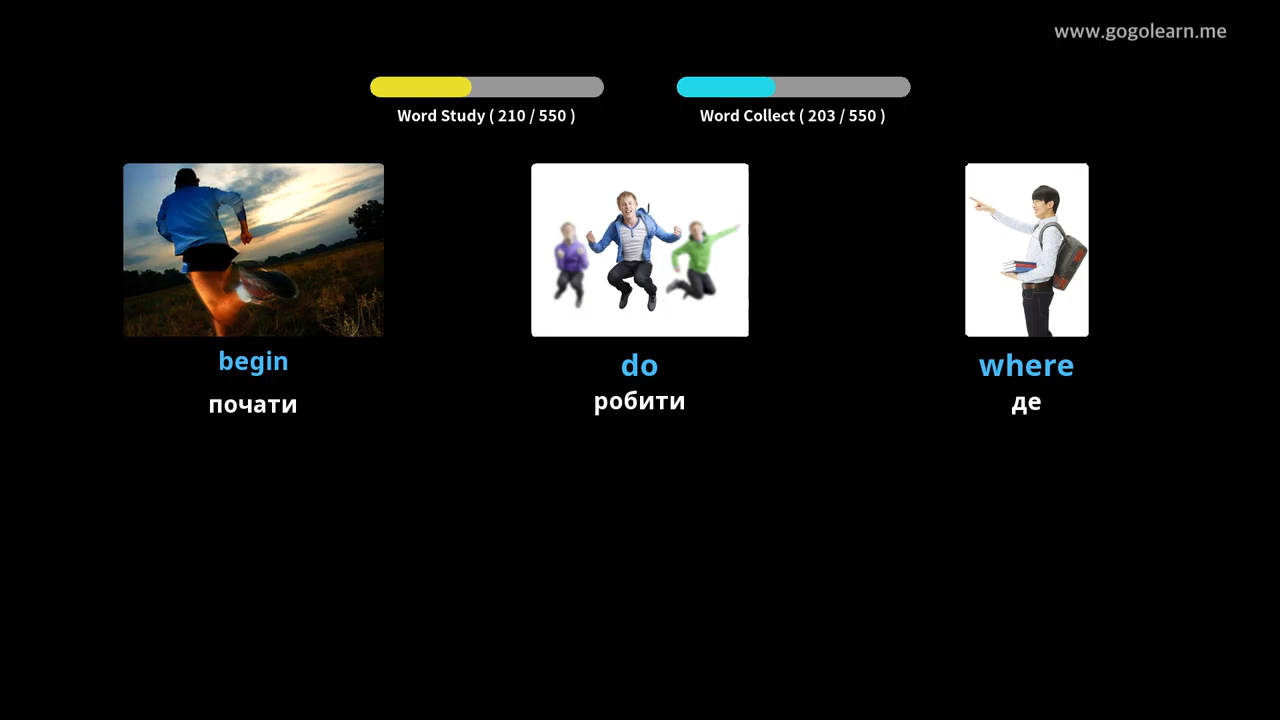 www.gogolearn.me
Word Study ( 210 / 550 )
Word Collect ( 203 / 550 )
begin
почати
do
робити
where
де